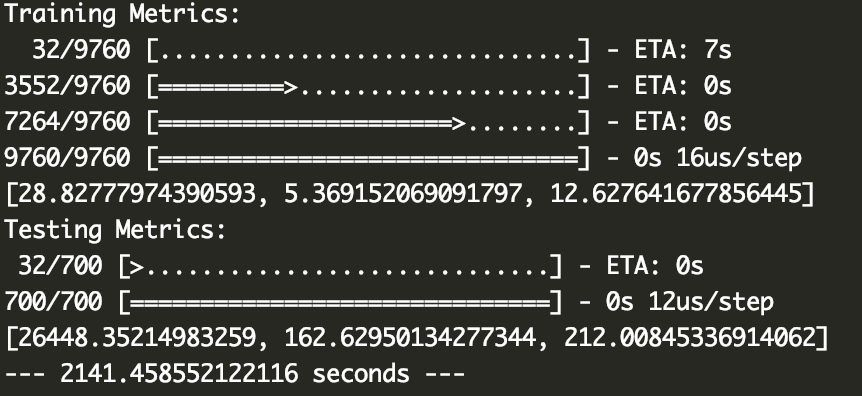 Training Metrics:
32/9760 [..............................] - ETA: 7s
3552/9760 [=========>....................] - ETA: 0s
7264/9760 [=====================>........] - ETA: 0s
9760/9760 [==============================] - 0s 16us/step
[28.82777974390593, 5.369152069091797, 12.627641677856445]
Testing Metrics:
32/700 [>.............................] - ETA: 0s
700/700 [==============================] - 0s 12us/step
[26448.35214983259, 162.62950134277344, 212.00845336914062]
--- 2141.458552122116 seconds ---